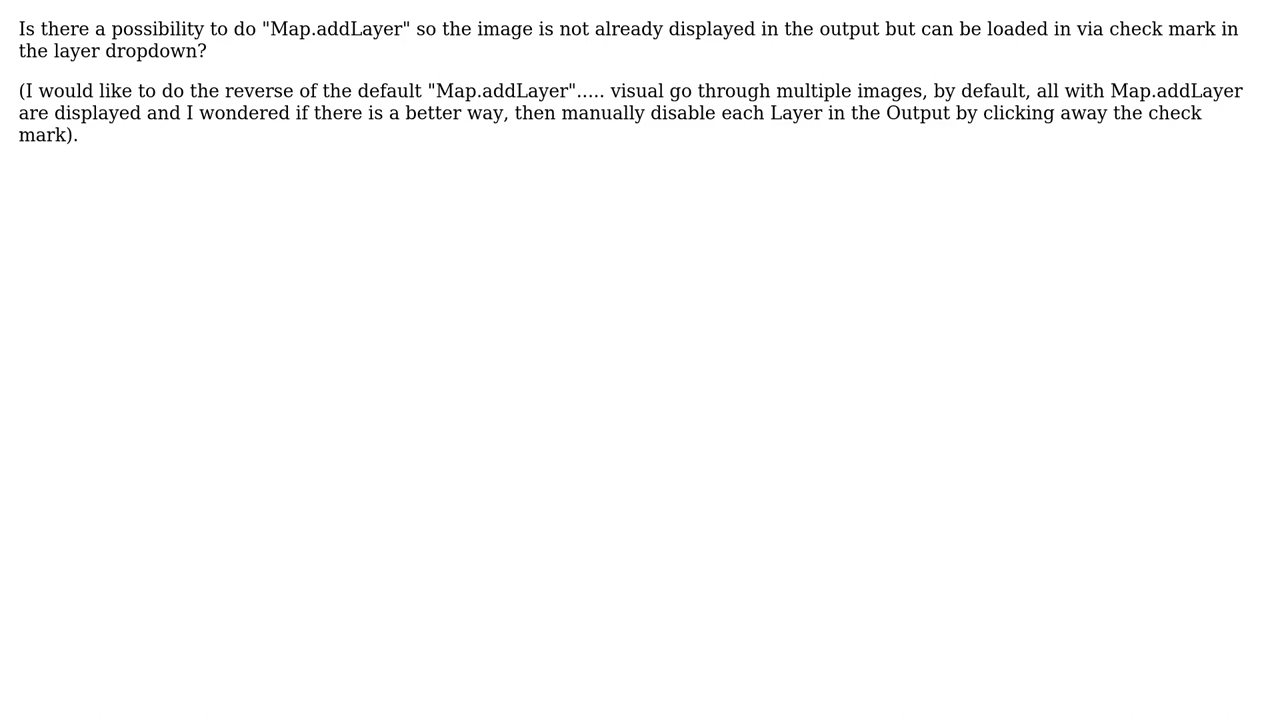 Is there a possibility to do "Map.addLayer" so the image is not already displayed in the output but can be loaded in via check mark in
the layer dropdown?
(I would like to do the reverse of the default "Map.addLayer"..... visual go through multiple images, by default, all with Map.addLayer
are displayed and I wondered if there is a better way, then manually disable each Layer in the Output by clicking away the check
mark).